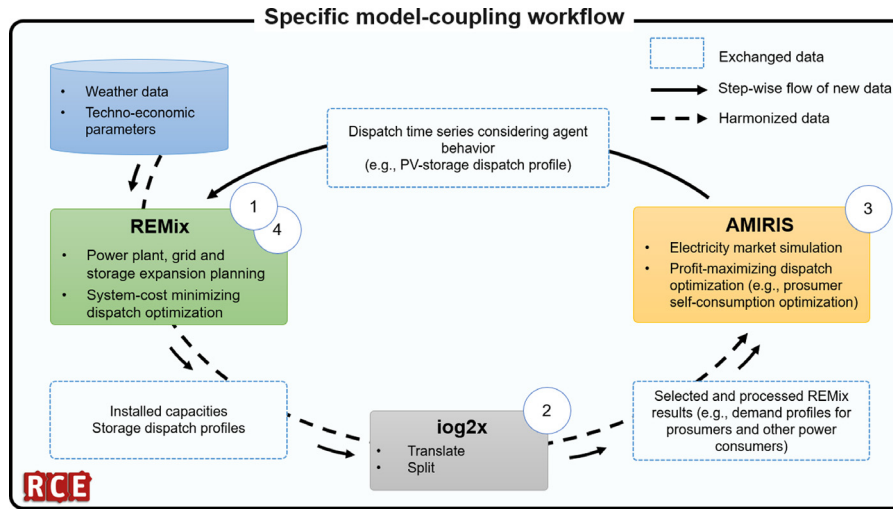 Specific model-coupling workflow
• Weather data
• Techno-economic
parameters
Exchanged data
Step-wise flow of new data
Harmonized data
Dispatch time series considering agent
behavior
(e.g., PV-storage dispatch profile)
1
4
REMix
• Power plant, grid and
storage expansion planning
• System-cost minimizing
dispatch optimization
3
AMIRIS
• Electricity market simulation
• Profit-maximizing dispatch
optimization (e.g., prosumer
self-consumption optimization)
Installed capacities
Storage dispatch profiles
2
iog2x
• Translate
• Split
Selected and processed REMix
results (e.g., demand profiles for
prosumers and other power
consumers)
RCE